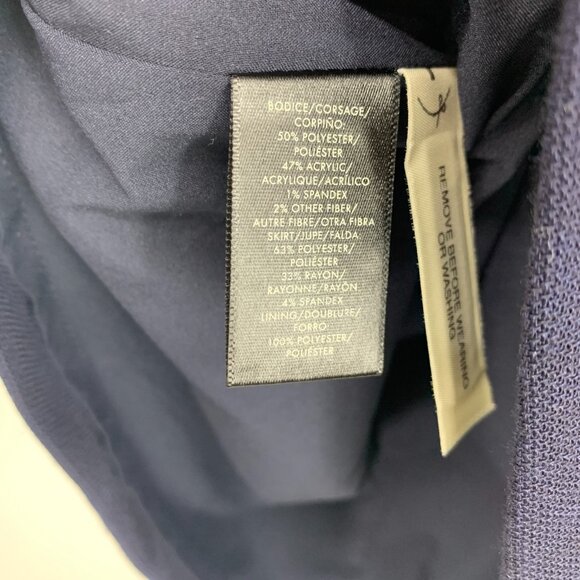 BODICE/CORSAGE/
CORPIÑO
50% POLYESTER/
POLIÉSTER
47% ACRYLIC/
ACRYLIQUE/ACRÍLICO
1% SPANDEX
2% OTHER FIBER/
AUTRE FIBRE/OTRA FIBRA
SKIRT/JUPE/FALDA:
63% POLYESTER/
POLIÉSTER
33% RAYON/
RAYONNE/RAYÓN
4% SPANDEX
LINING/DOUBLURE/
FORRO
100% POLYESTER/
POLIÉSTER
REMOVE BEFORE WEARING
OR WASHING